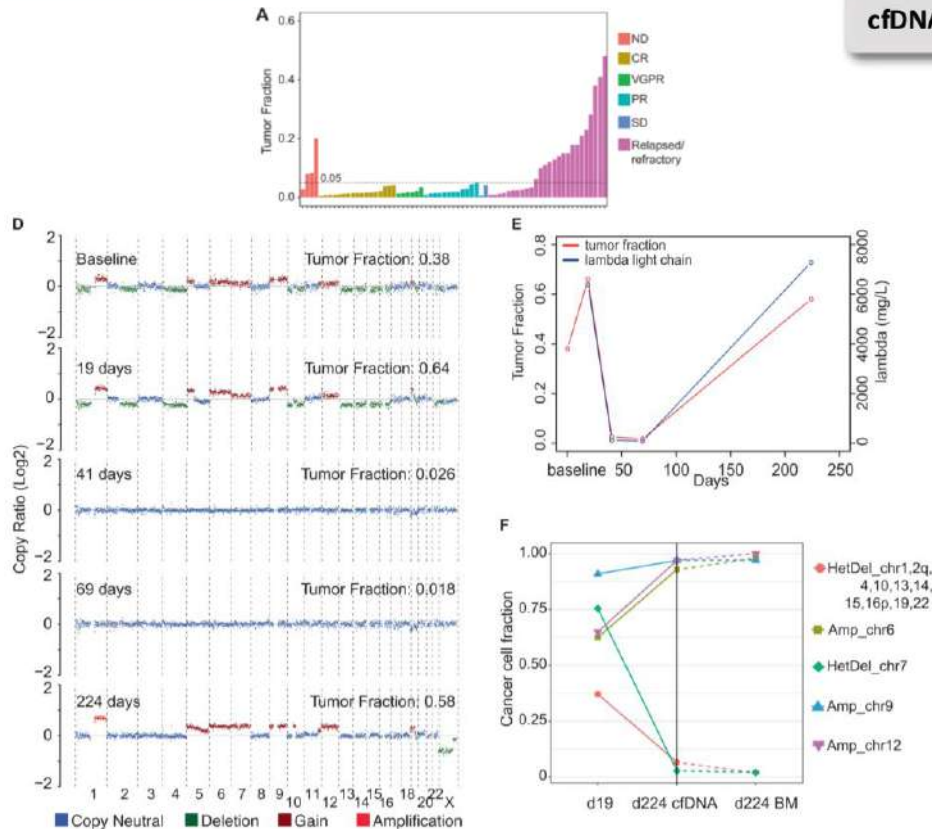 cfDNA
A
Tumor Fraction
0.6
0.4
0.2
0.0
0.05
ND
CR
VGPR
PR
SD
Relapsed/
refractory
D
Copy Ratio (Log2)
2
0
−2
Baseline
Tumor Fraction: 0.38
2
0
−2
19 days
Tumor Fraction: 0.64
2
0
−2
41 days
Tumor Fraction: 0.026
2
0
−2
69 days
Tumor Fraction: 0.018
2
0
−2
224 days
Tumor Fraction: 0.58
1 2 3 4 5 6 7 8 9 10 11 12 13 14 15 16 18 20 22 X
Copy Neutral
Deletion
Gain
Amplification
E
tumor fraction
lambda light chain
Tumor Fraction
0.8
0.6
0.4
0.2
0.0
lambda (mg/L)
8000
6000
4000
2000
0
baseline 50 100 150 200 250
Days
F
Cancer cell fraction
1.00
0.75
0.50
0.25
0
d19 d224 cfDNA d224 BM
HetDel_chr1,2q,
4,10,13,14,
15,16p,19,22
Amp_chr6
HetDel_chr7
Amp_chr9
Amp_chr12